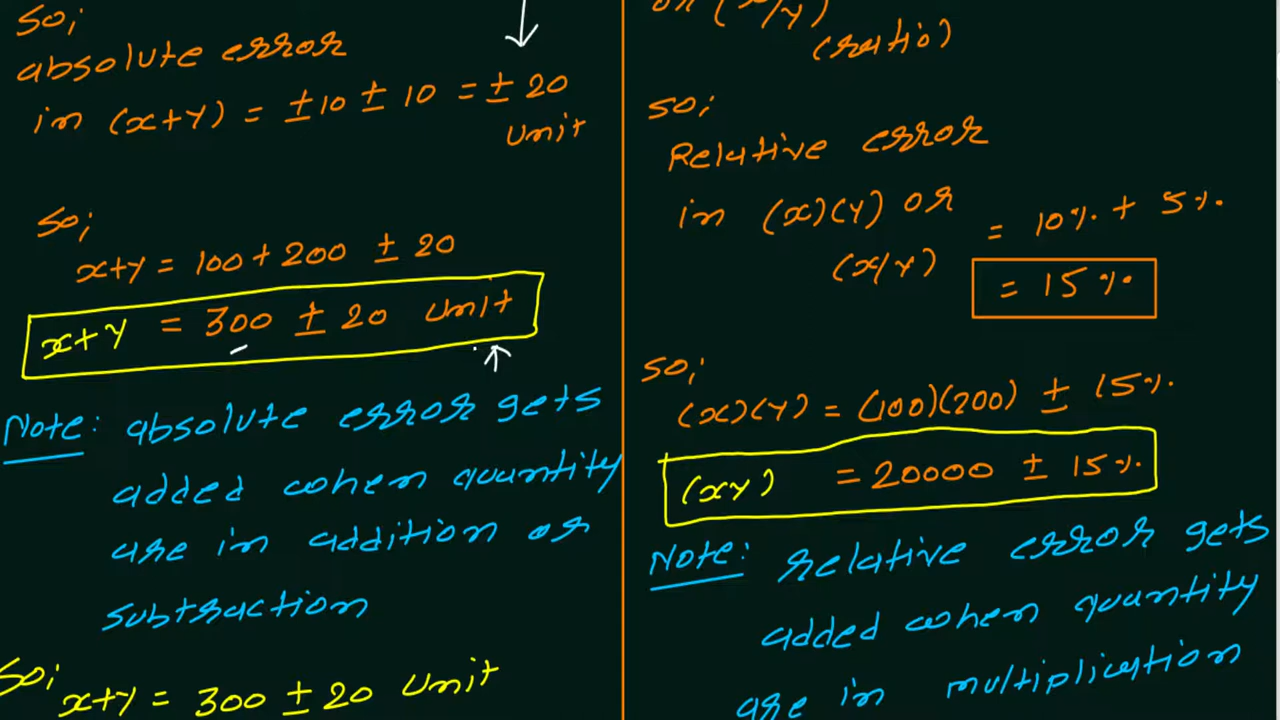 So;
absolute error
in (x+y) = ±10 ± 10 = ± 20
Unit
So;
x+y = 100 + 200 ± 20
x+y = 300 ± 20 Unit
Note: absolute error gets
added when quantity
are in addition or
subtraction
So;
x+y = 300 ± 20 Unit
or (x/y)
(ratio)
So;
Relative error
in (x)(y) or
(x/y)
= 10% + 5%
= 15%
So;
(x)(y) = (100)(200) ± 15%
(xy) = 20000 ± 15%
Note: relative error gets
added when quantity
are in multiplication